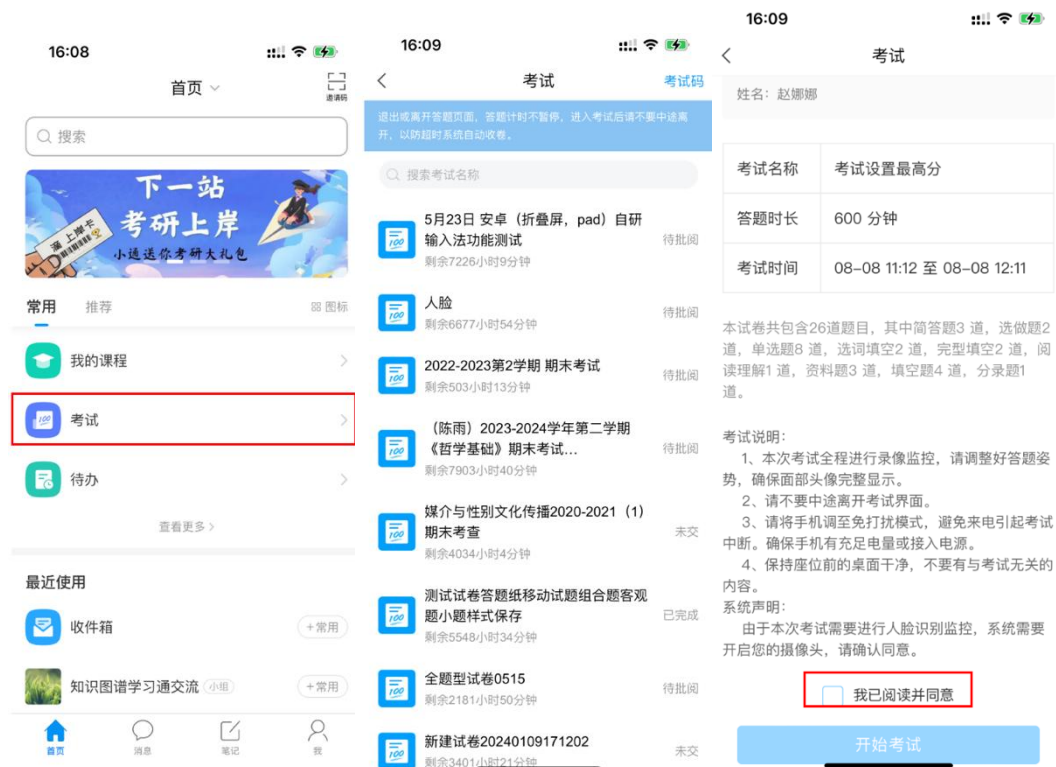 16:08
首页
邀请码
搜索
下一站
考研上岸
小通送你考研大礼包
上岸卡
常用
推荐
图标
我的课程
考试
待办
查看更多
最近使用
收件箱
+常用
知识图谱学习通交流
小组
+常用
首页
消息
笔记
我
16:09
考试
考试码
退出或离开答题页面，答题计时不暂停，进入考试后请不要中途离
开，以防超时系统自动收卷。
搜索考试名称
5月23日 安卓（折叠屏，pad）自研
输入法功能测试
剩余7226小时9分钟
待批阅
人脸
剩余6677小时54分钟
待批阅
2022-2023第2学期 期末考试
剩余503小时13分钟
待批阅
（陈雨）2023-2024学年第二学期
《哲学基础》期末考试...
剩余7903小时40分钟
待批阅
媒介与性别文化传播2020-2021（1）
期末考查
剩余4034小时4分钟
未交
测试试卷答题纸移动试题组合题客观
题小题样式保存
剩余5548小时34分钟
已完成
全题型试卷0515
剩余2181小时50分钟
待批阅
新建试卷20240109171202
剩余3401小时21分钟
未交
16:09
考试
姓名：赵娜娜
考试名称
考试设置最高分
答题时长
600 分钟
考试时间
08-08 11:12 至 08-08 12:11
本试卷共包含26道题目，其中简答题3 道，选做题2
道，单选题8 道，选词填空2 道，完型填空2 道，阅
读理解1 道，资料题3 道，填空题4 道，分录题1
道。
考试说明：
1、本次考试全程进行录像监控，请调整好答题姿
势，确保面部头像完整显示。
2、请不要中途离开考试界面。
3、请将手机调至免打扰模式，避免来电引起考试
中断。确保手机有充足电量或接入电源。
4、保持座位前的桌面干净，不要有与考试无关的
内容。
系统声明：
由于本次考试需要进行人脸识别监控，系统需要
开启您的摄像头，请确认同意。
我已阅读并同意
开始考试